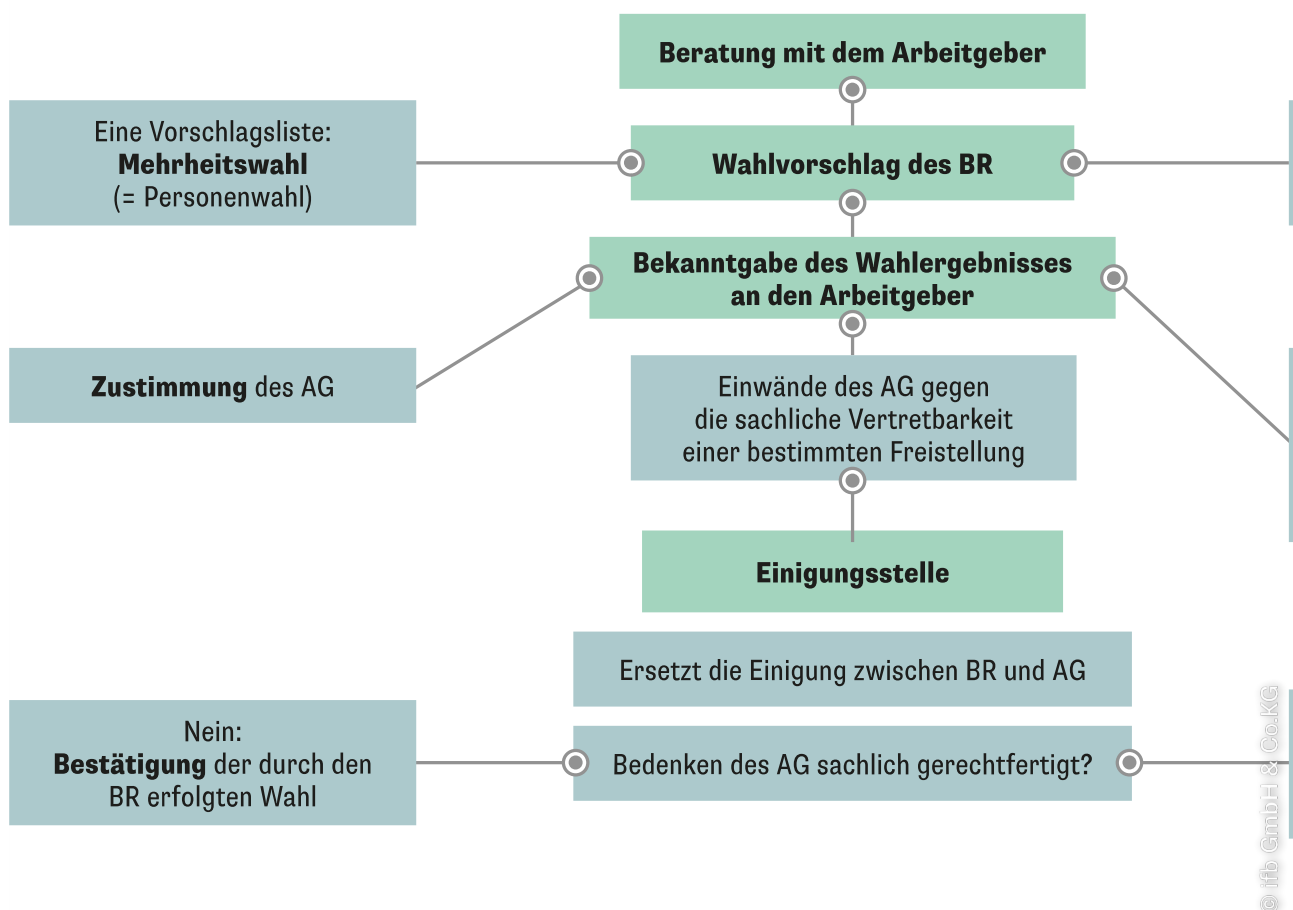 Beratung mit dem Arbeitgeber
Eine Vorschlagsliste:
Mehrheitswahl
(= Personenwahl)
Wahlvorschlag des BR
Bekanntgabe des Wahlergebnisses
an den Arbeitgeber
Zustimmung des AG
Einwände des AG gegen
die sachliche Vertretbarkeit
einer bestimmten Freistellung
Einigungsstelle
Ersetzt die Einigung zwischen BR und AG
Nein:
Bestätigung der durch den
BR erfolgten Wahl
Bedenken des AG sachlich gerechtfertigt?
© ifb GmbH & Co.KG